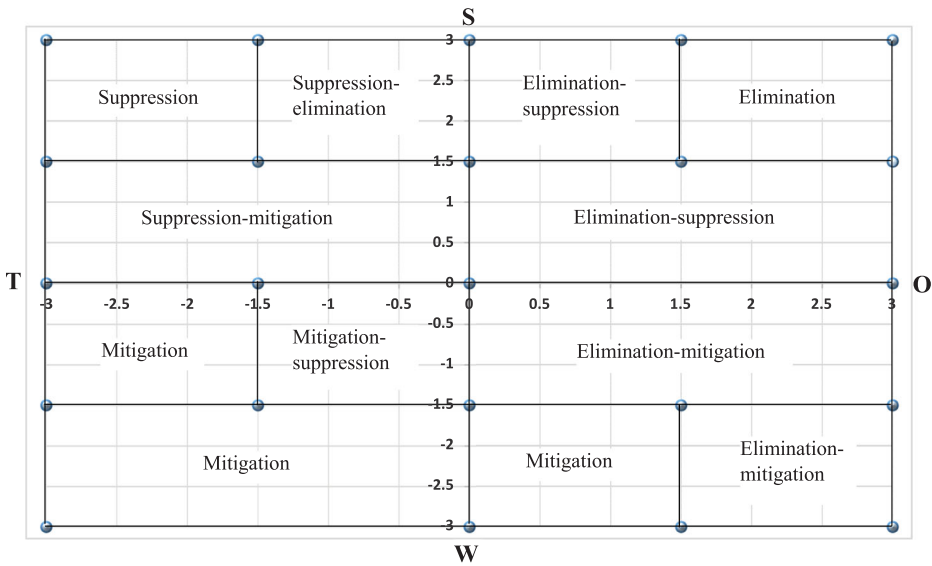 S
3
Suppression
Suppression-
elimination
2.5
Elimination-
suppression
Elimination
2
1.5
1
Suppression-mitigation
Elimination-suppression
0.5
T
0
O
-3
-2.5
-2
-1.5
-1
-0.5
0
0.5
1
1.5
2
2.5
3
-0.5
Mitigation
Mitigation-
suppression
Elimination-mitigation
-1
-1.5
-2
Mitigation
Mitigation
Elimination-
mitigation
-2.5
-3
W